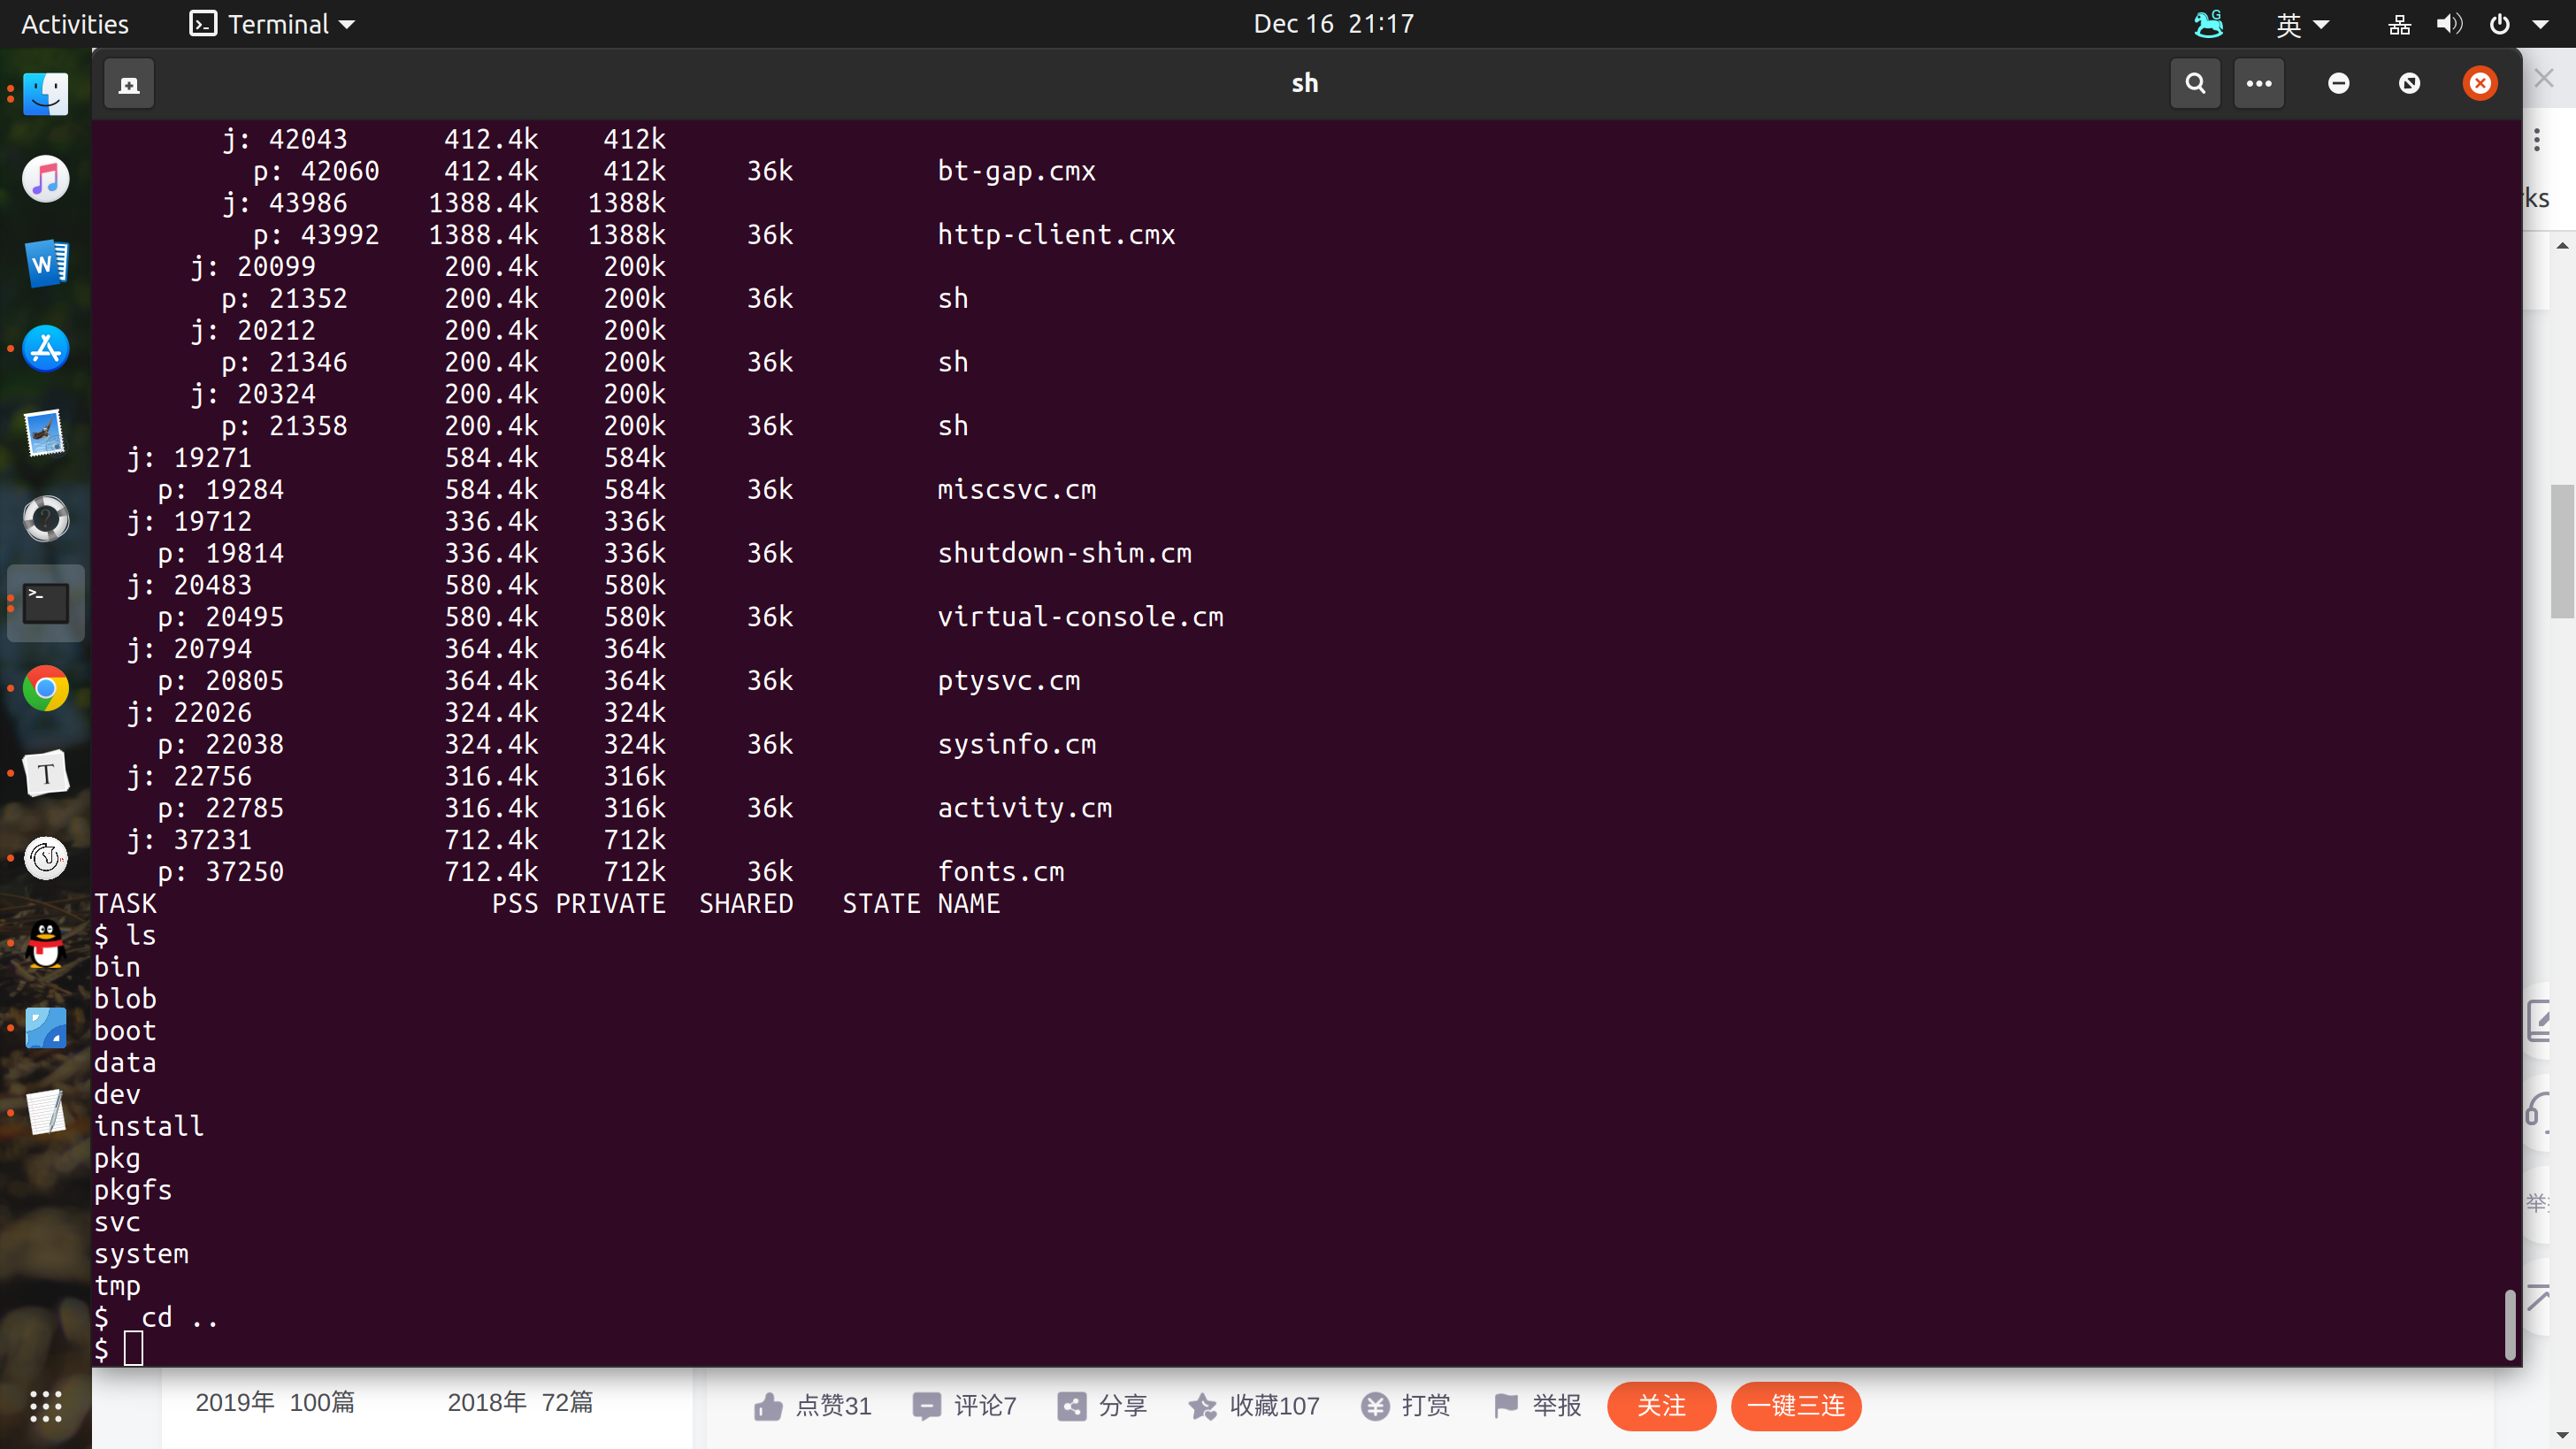 Activities Terminal Dec 16 21:17 G 英
sh
j: 42043 412.4k 412k
p: 42060 412.4k 412k 36k bt-gap.cmx
j: 43986 1388.4k 1388k
p: 43992 1388.4k 1388k 36k http-client.cmx
j: 20099 200.4k 200k
p: 21352 200.4k 200k 36k sh
j: 20212 200.4k 200k
p: 21346 200.4k 200k 36k sh
j: 20324 200.4k 200k
p: 21358 200.4k 200k 36k sh
j: 19271 584.4k 584k
p: 19284 584.4k 584k 36k miscsvc.cm
j: 19712 336.4k 336k
p: 19814 336.4k 336k 36k shutdown-shim.cm
j: 20483 580.4k 580k
p: 20495 580.4k 580k 36k virtual-console.cm
j: 20794 364.4k 364k
p: 20805 364.4k 364k 36k ptysvc.cm
j: 22026 324.4k 324k
p: 22038 324.4k 324k 36k sysinfo.cm
j: 22756 316.4k 316k
p: 22785 316.4k 316k 36k activity.cm
j: 37231 712.4k 712k
p: 37250 712.4k 712k 36k fonts.cm
TASK PSS PRIVATE SHARED STATE NAME
$ ls
bin
blob
boot
data
dev
install
pkg
pkgfs
svc
system
tmp
$  cd ..
$
2019年 100篇 2018年 72篇 点赞31 评论7 分享 收藏107 打赏 举报 关注 一键三连